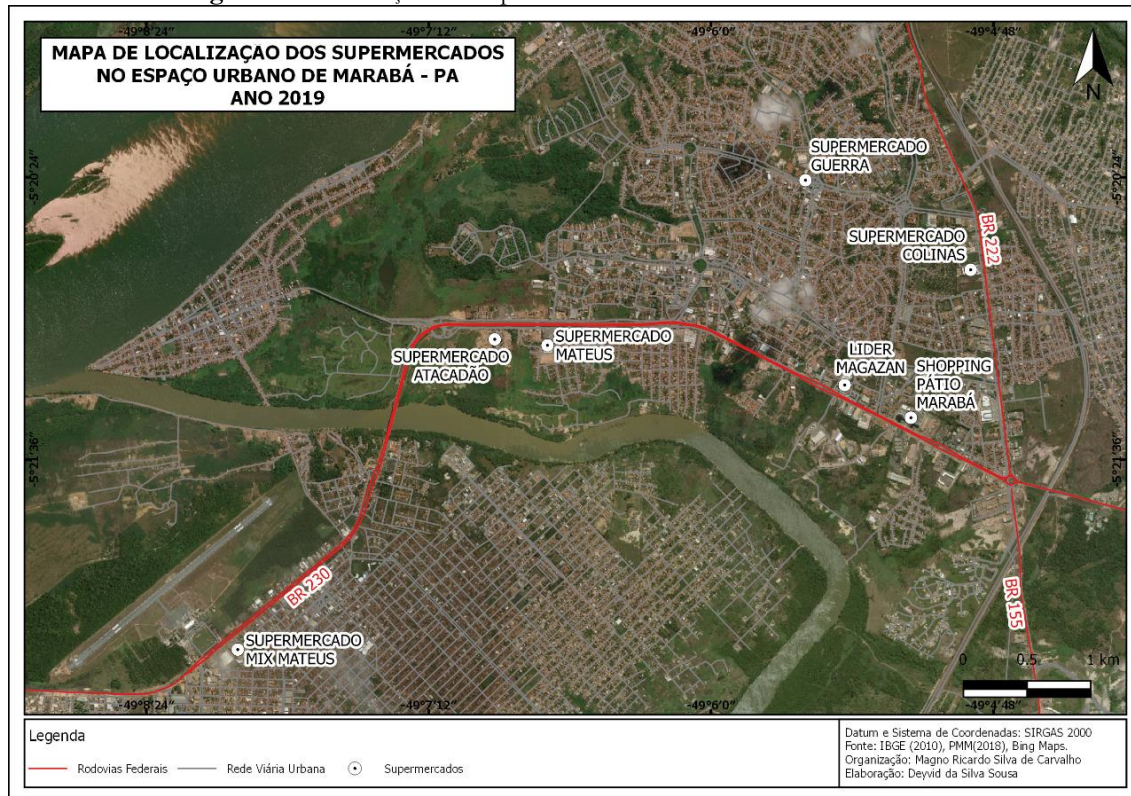 MAPA DE LOCALIZAÇÃO DOS SUPERMERCADOS
NO ESPAÇO URBANO DE MARABÁ - PA
ANO 2019
-49°8'24"
-49°7'12"
-49°6'0"
-49°4'48"
N
-5°20'24"
-5°20'24"
SUPERMERCADO
GUERRA
SUPERMERCADO
COLINAS
BR 222
SUPERMERCADO
ATACADÃO
SUPERMERCADO
MATEUS
LIDER
MAGAZAN
SHOPPING
PÁTIO
MARABÁ
-5°21'36"
-5°21'36"
BR 230
BR 155
SUPERMERCADO
MIX MATEUS
0 0.5 1 km
-49°8'24"
-49°7'12"
-49°6'0"
-49°4'48"
Legenda
Rodovias Federais
Rede Viária Urbana
Supermercados
Datum e Sistema de Coordenadas: SIRGAS 2000
Fonte: IBGE (2010), PMM(2018), Bing Maps.
Organização: Magno Ricardo Silva de Carvalho
Elaboração: Deyvid da Silva Sousa